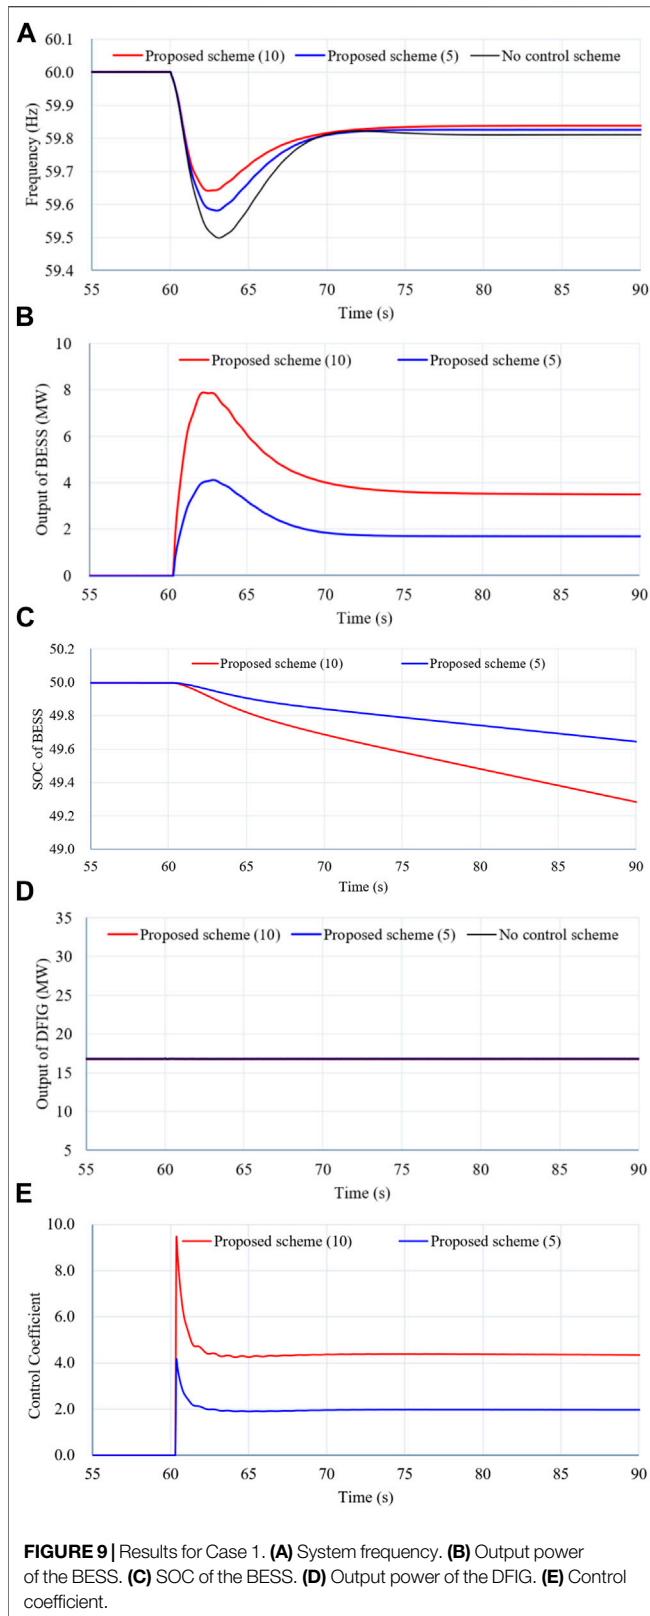 A
60.1
Proposed scheme (10) Proposed scheme (5) No control scheme
60.0
59.9
59.8
59.7
59.6
59.5
59.4
Frequency (Hz)
55 60 65 70 75 80 85 90
Time (s)
B
10
Proposed scheme (10) Proposed scheme (5)
8
6
4
2
0
Output of BESS (MW)
55 60 65 70 75 80 85 90
Time (s)
C
50.2
Proposed scheme (10) Proposed scheme (5)
50.0
49.8
49.6
49.4
49.2
49.0
SOC of BESS
55 60 65 70 75 80 85 90
Time (s)
D
35
Proposed scheme (10) Proposed scheme (5) No control scheme
30
25
20
15
10
5
Output of DFIG (MW)
55 60 65 70 75 80 85 90
Time (s)
E
10.0
Proposed scheme (10) Proposed scheme (5)
8.0
6.0
4.0
2.0
0.0
Control Coefficient
55 60 65 70 75 80 85 90
Time (s)
FIGURE 9 | Results for Case 1. (A) System frequency. (B) Output power
of the BESS. (C) SOC of the BESS. (D) Output power of the DFIG. (E) Control
coefficient.